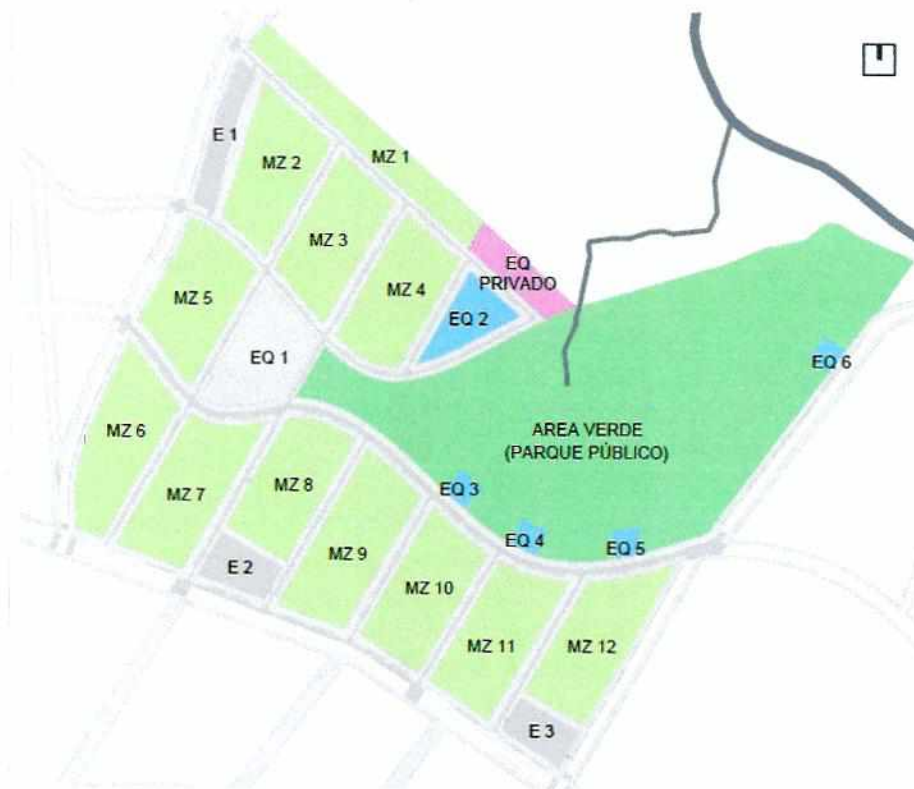 E 1
MZ 2
MZ 1
MZ 3
EQ
PRIVADO
MZ 4
MZ 5
EQ 2
EQ 1
EQ 6
MZ 6
AREA VERDE
(PARQUE PÚBLICO)
MZ 7
MZ 8
EQ 3
EQ 4
EQ 5
E 2
MZ 9
MZ 10
MZ 11
MZ 12
E 3